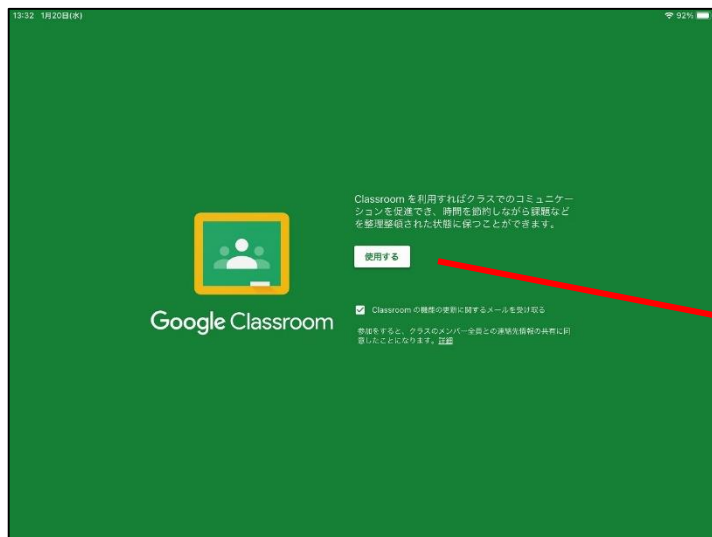 13:32 1月20日(水)
92%
Classroom を利用すればクラスでのコミュニケー
ションを促進でき、時間を節約しながら課題など
を整理整頓された状態に保つことができます。
使用する
Classroom の機能の更新に関するメールを受け取る
Google Classroom
参加をすると、クラスのメンバー全員との連絡先情報の共有に同
意したことになります。詳細